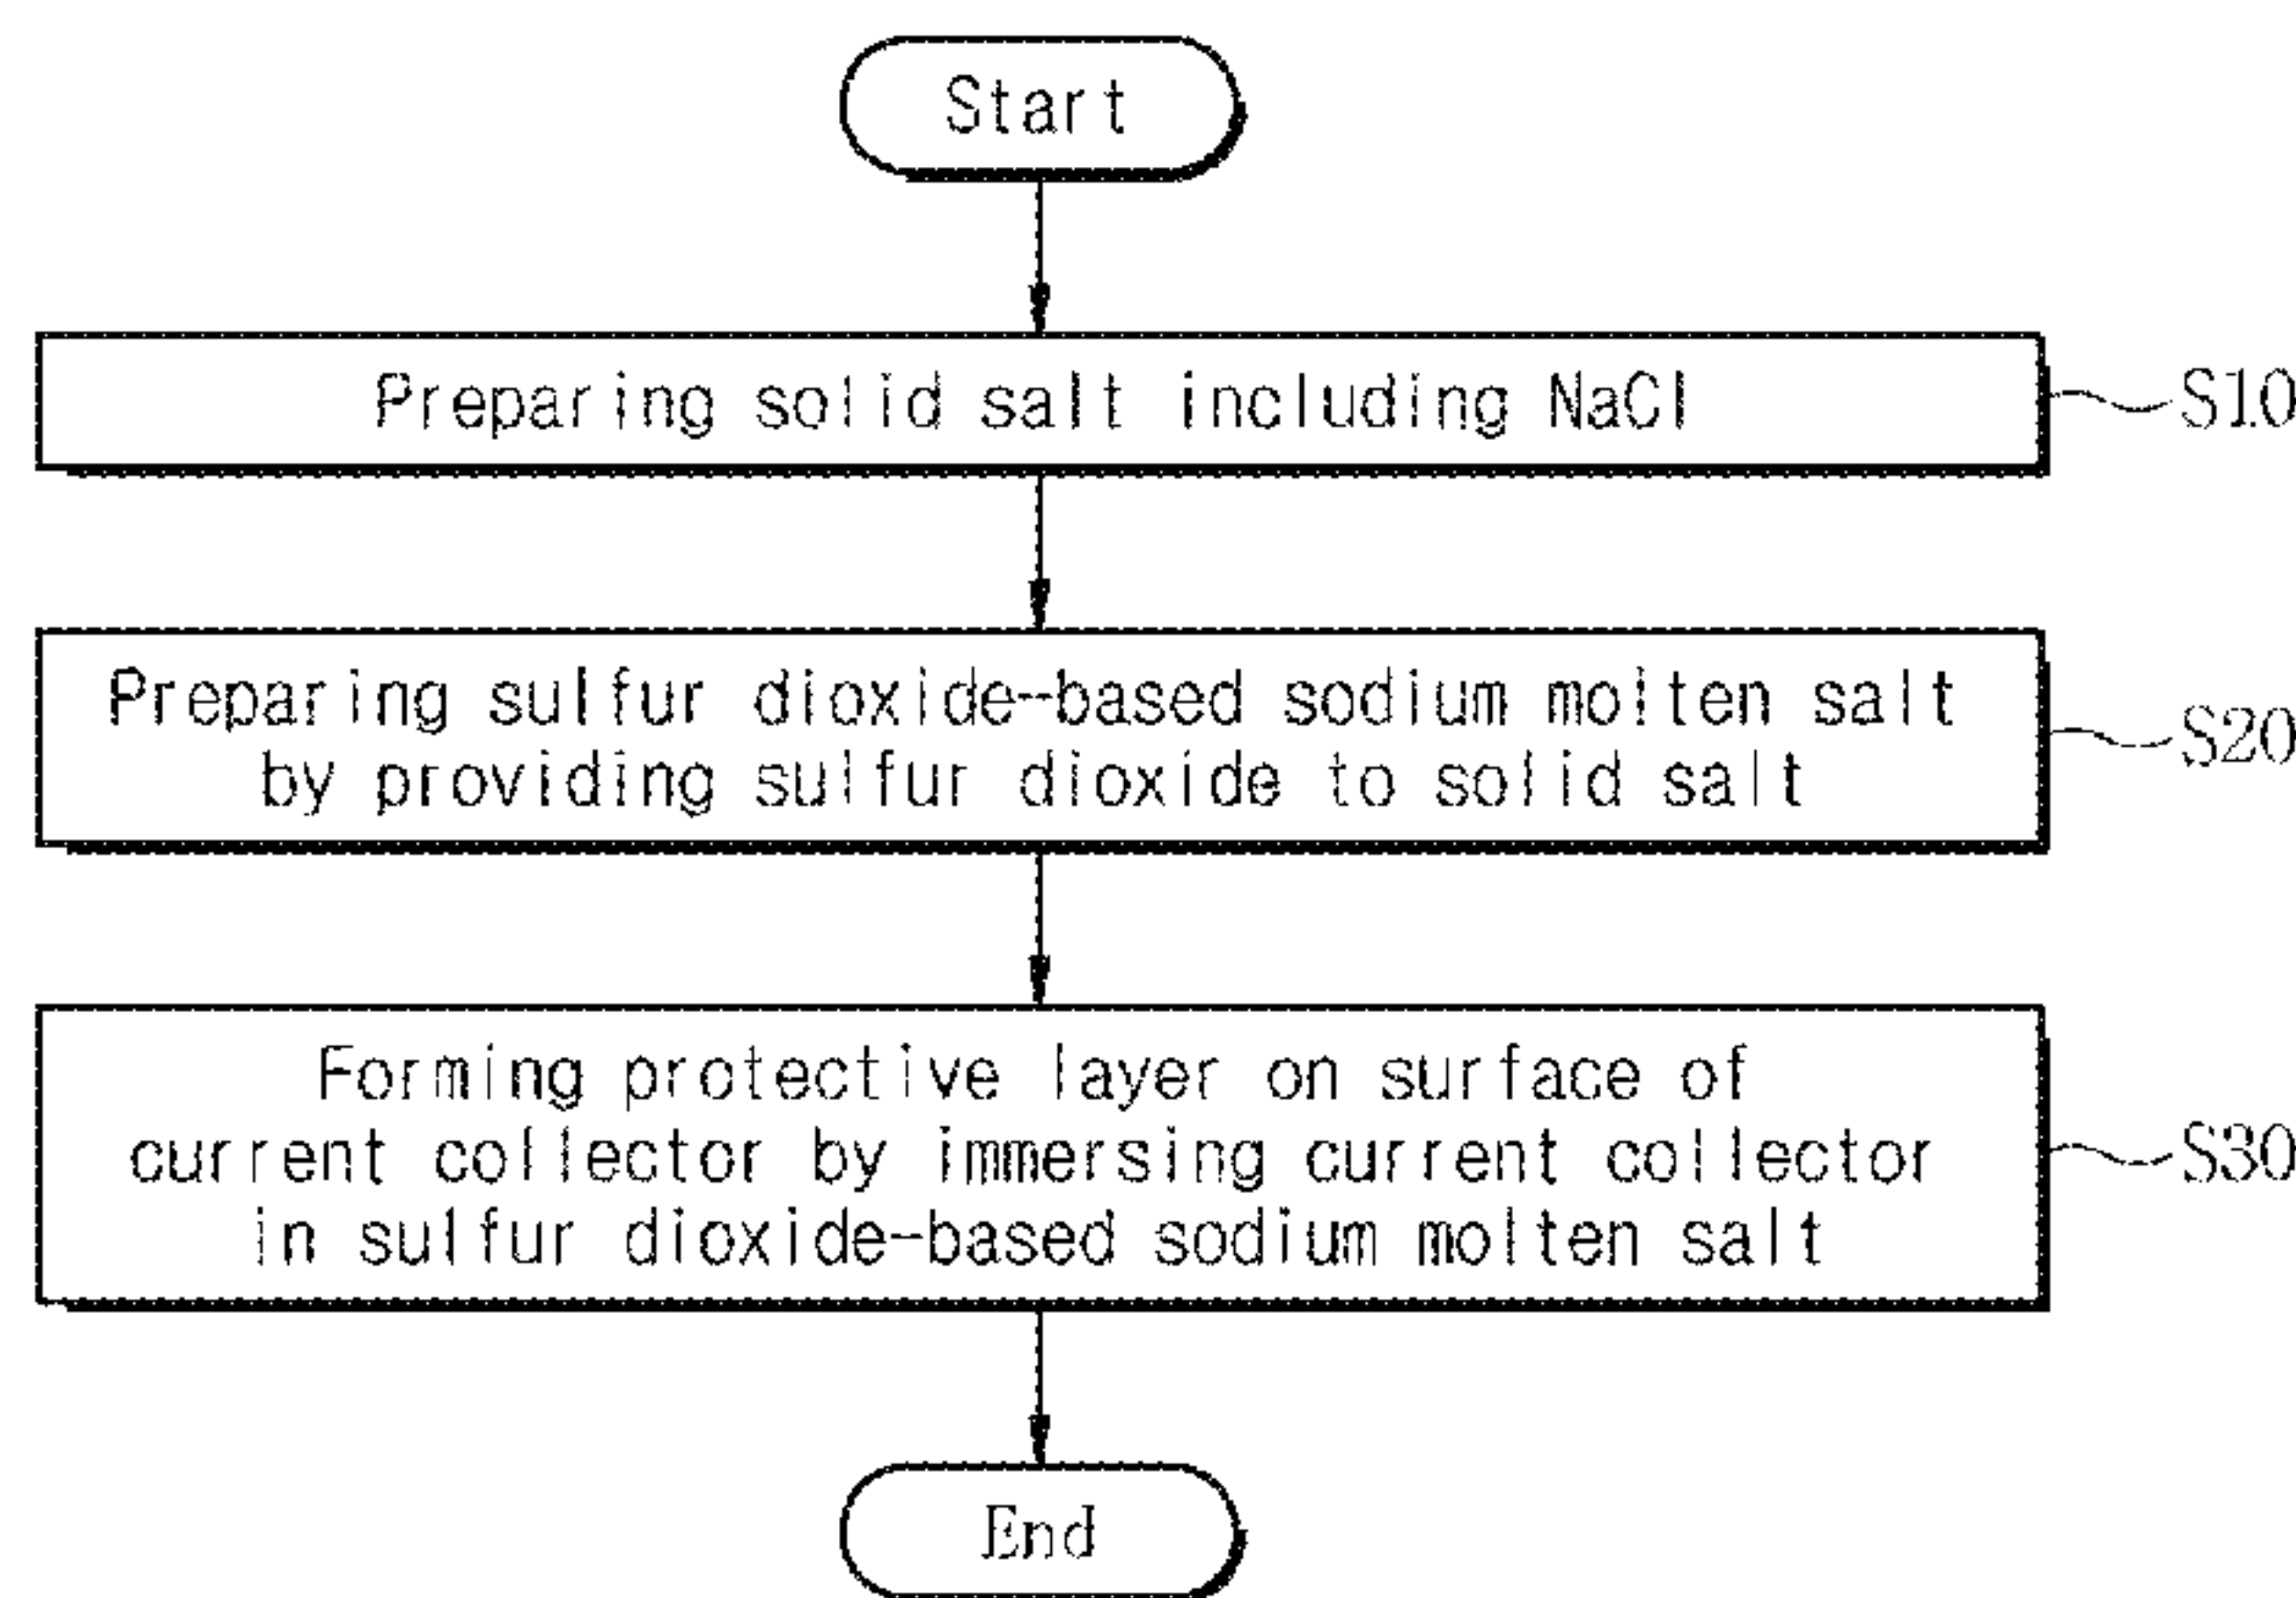 Start
Preparing solid salt including NaCl
S10
Preparing sulfur dioxide-based sodium molten salt
by providing sulfur dioxide to solid salt
S20
Forming protective layer on surface of
current collector by immersing current collector
in sulfur dioxide-based sodium molten salt
S30
End